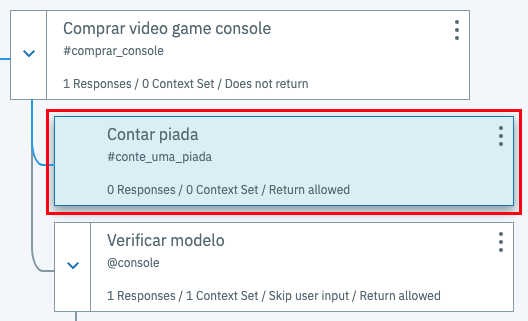 Comprar video game console
#comprar_console
1 Responses / 0 Context Set / Does not return
Contar piada
#conte_uma_piada
0 Responses / 0 Context Set / Return allowed
Verificar modelo
@console
1 Responses / 1 Context Set / Skip user input / Return allowed